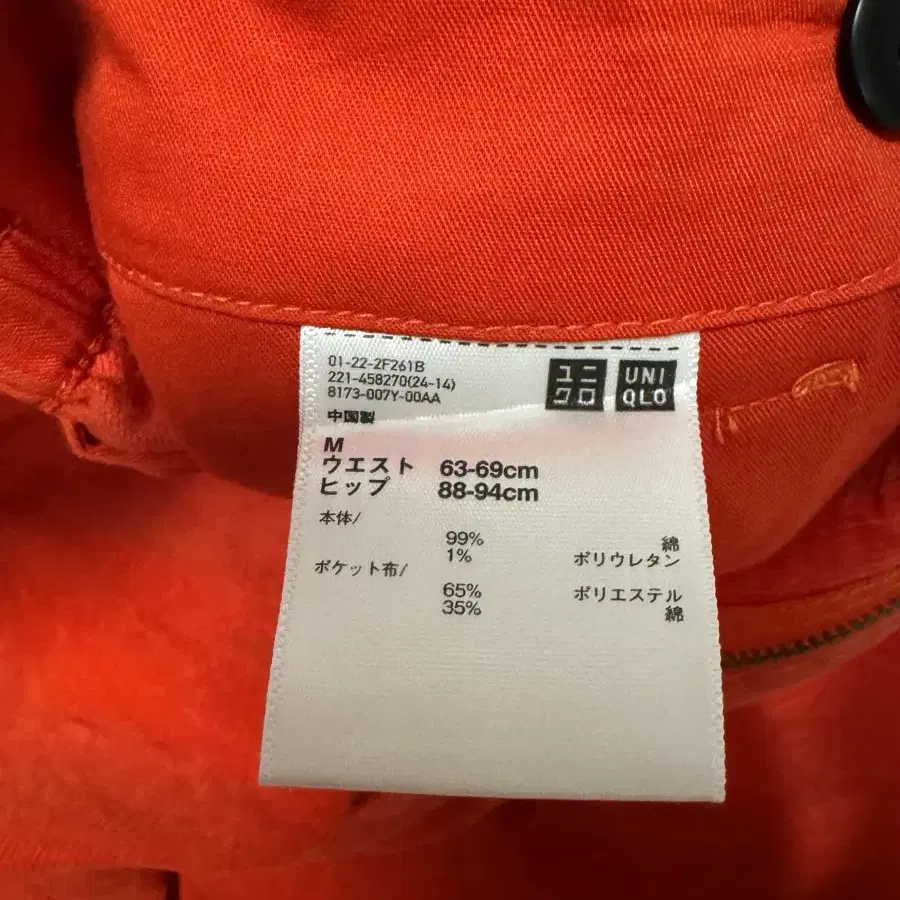 01-22-2F261B
221-458270(24-14)
8173-007Y-00AA
ユニクロ
UNIQLO
中国製
M
ウエスト 63-69cm
ヒップ 88-94cm
本体/
99% 綿
1% ポリウレタン
ポケット布/
65% ポリエステル
35% 綿